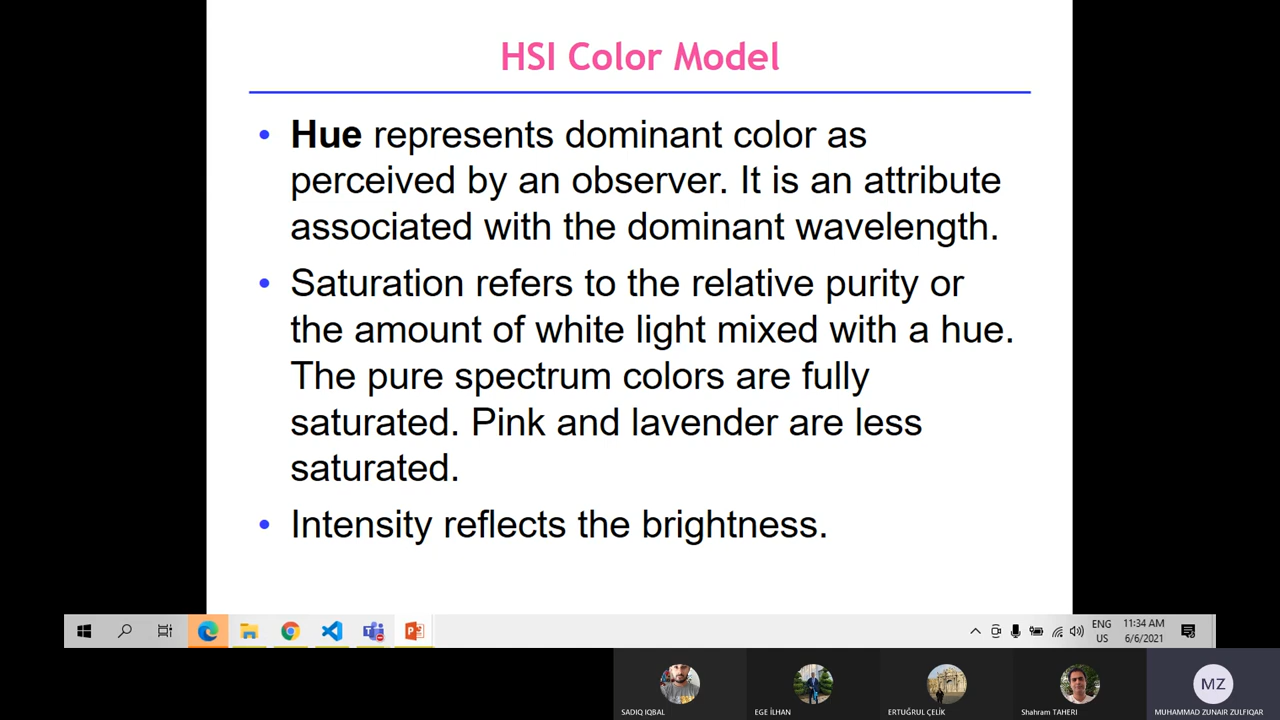 HSI Color Model
• Hue represents dominant color as
perceived by an observer. It is an attribute
associated with the dominant wavelength.
• Saturation refers to the relative purity or
the amount of white light mixed with a hue.
The pure spectrum colors are fully
saturated. Pink and lavender are less
saturated.
• Intensity reflects the brightness.
ENG
US
11:34 AM
6/6/2021
MZ
SADIQ IQBAL
EGE İLHAN
ERTUĞRUL ÇELİK
Shahram TAHERI
MUHAMMAD ZUNAIR ZULFIQAR